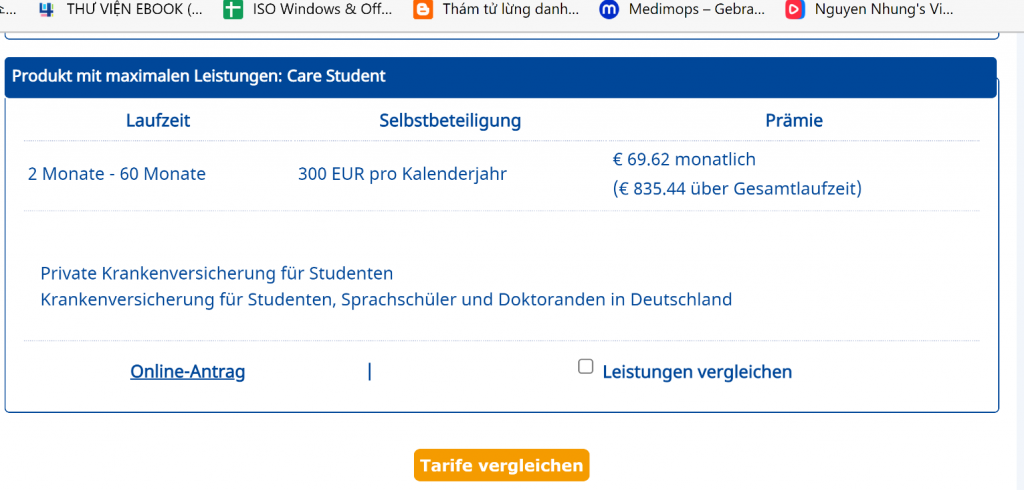 THƯ VIỆN EBOOK (... ISO Windows & Off... Thám tử lừng danh... Medimops – Gebra... Nguyen Nhung's Vi...
Produkt mit maximalen Leistungen: Care Student
Laufzeit Selbstbeteiligung Prämie
2 Monate - 60 Monate 300 EUR pro Kalenderjahr € 69.62 monatlich
(€ 835.44 über Gesamtlaufzeit)
Private Krankenversicherung für Studenten
Krankenversicherung für Studenten, Sprachschüler und Doktoranden in Deutschland
Online-Antrag | Leistungen vergleichen
Tarife vergleichen